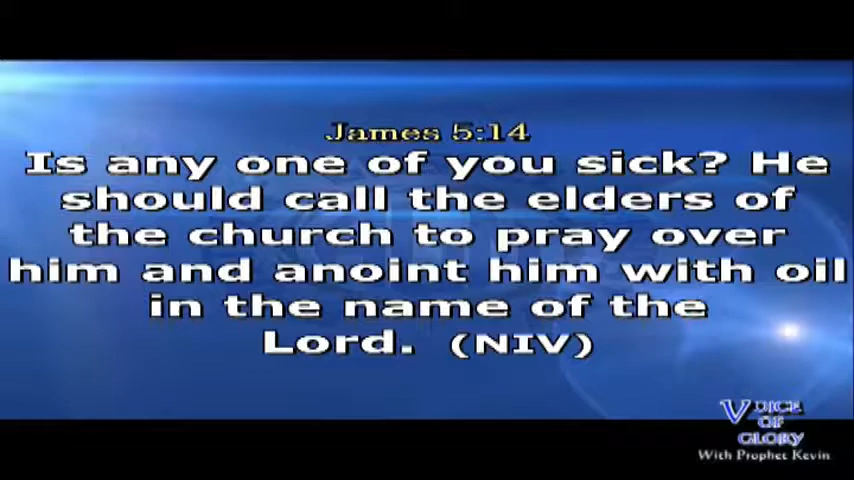 James 5:14
Is any one of you sick? He
should call the elders of
the church to pray over
him and anoint him with oil
in the name of the
Lord. (NIV)
VOICE
OF
GLORY
With Prophet Kevin